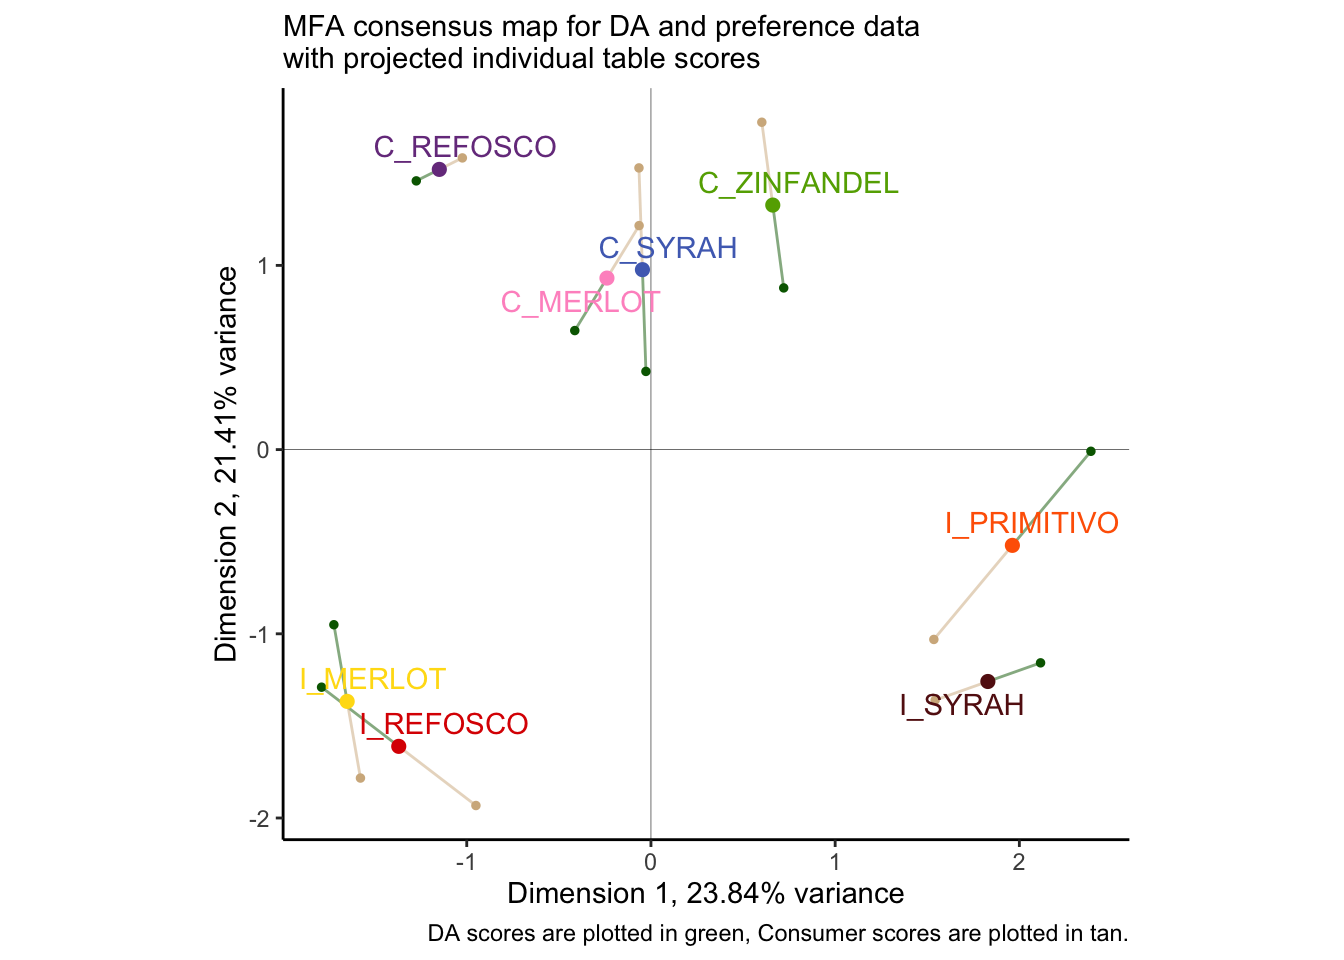 MFA consensus map for DA and preference data
with projected individual table scores
C_REFOSCO
C_ZINFANDEL
C_SYRAH
C_MERLOT
I_PRIMITIVO
I_MERLOT
I_SYRAH
I_REFOSCO
Dimension 2, 21.41% variance
1
0
-1
-2
-1
0
1
2
Dimension 1, 23.84% variance
DA scores are plotted in green, Consumer scores are plotted in tan.